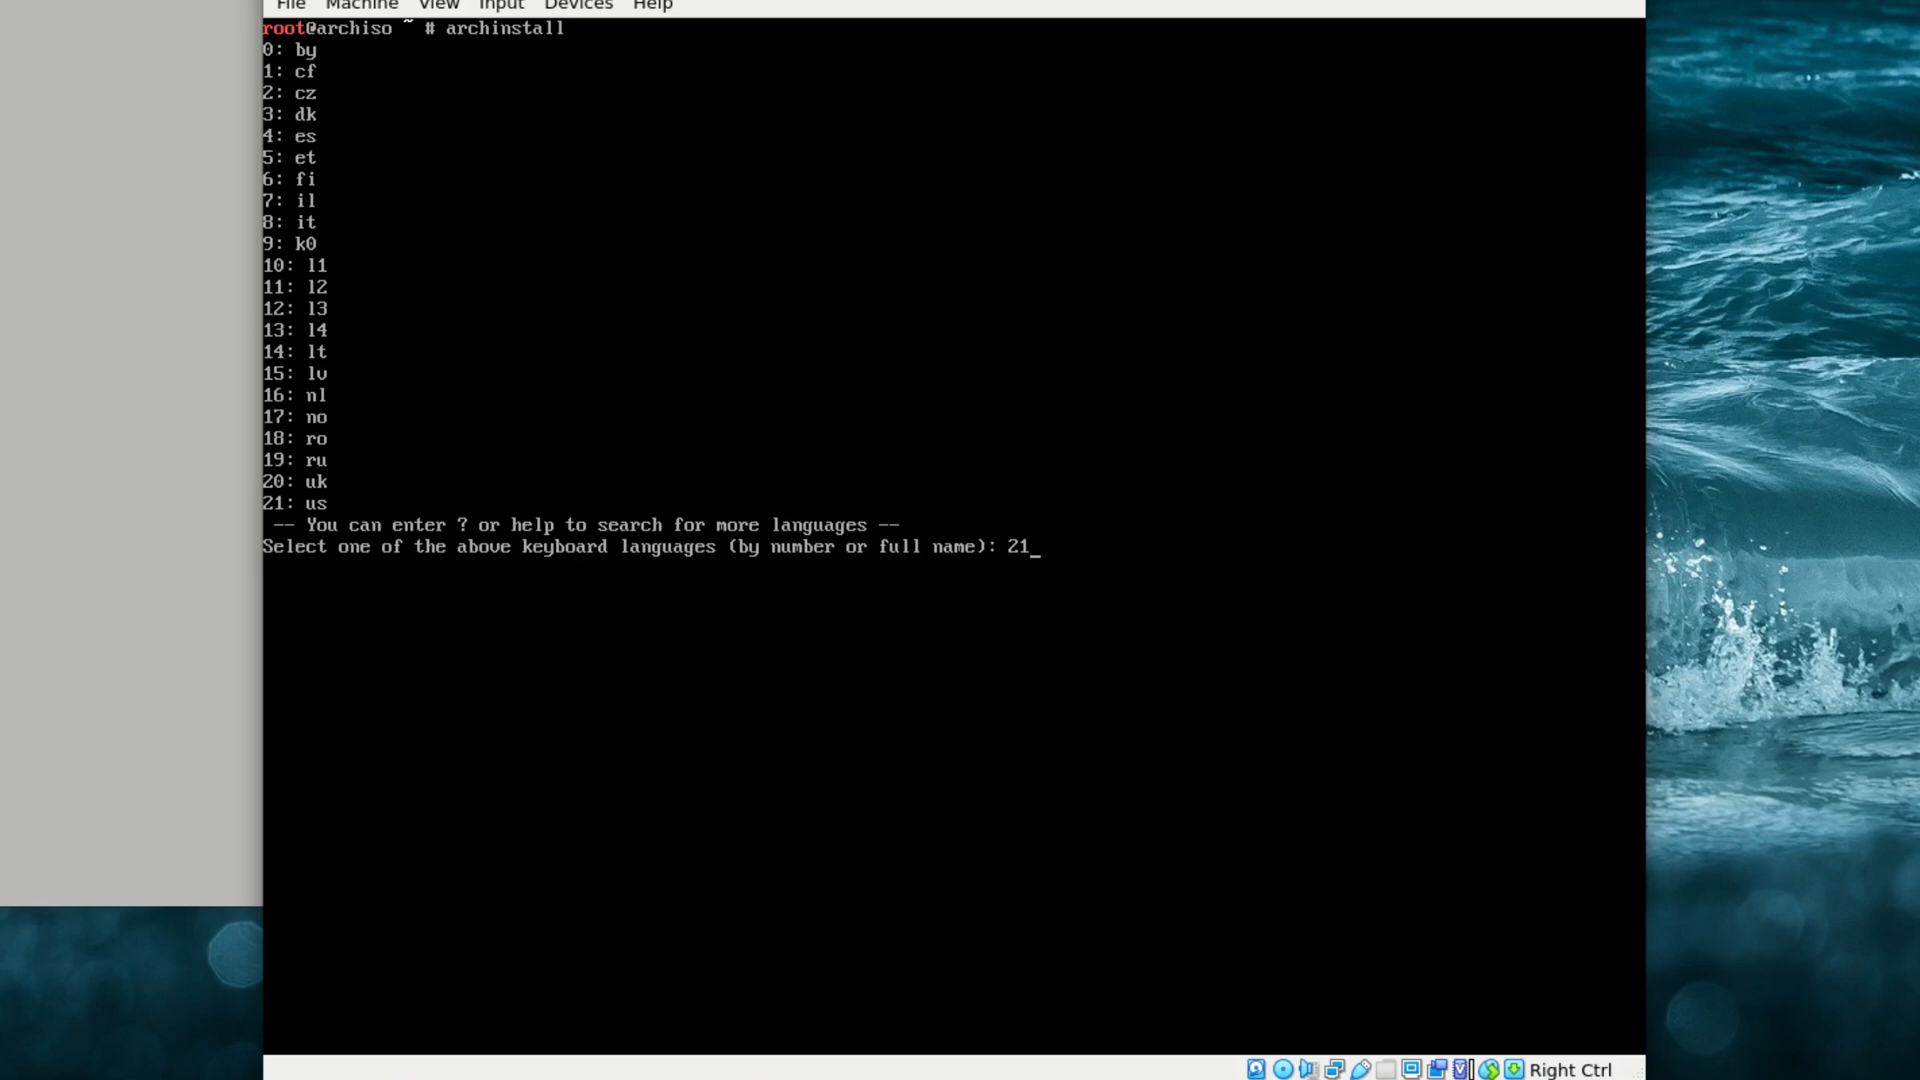 File Machine View Input Devices Help
root@archiso ~ # archinstall
0: by
1: cf
2: cz
3: dk
4: es
5: et
6: fi
7: il
8: it
9: k0
10: l1
11: l2
12: l3
13: l4
14: lt
15: lv
16: nl
17: no
18: ro
19: ru
20: uk
21: us
-- You can enter ? or help to search for more languages --
Select one of the above keyboard languages (by number or full name): 21_
Right Ctrl